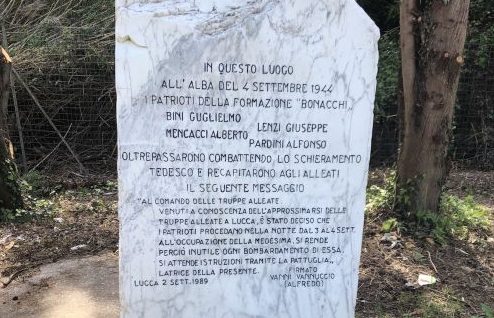 IN QUESTO LUOGO
ALL'ALBA DEL 4 SETTEMBRE 1944
I PATRIOTI DELLA FORMAZIONE "BONACCHI,,
BINI GUGLIELMO
LENZI GIUSEPPE
MENCACCI ALBERTO
PARDINI ALFONSO
OLTREPASSARONO COMBATTENDO LO SCHIERAMENTO
TEDESCO E RECAPITARONO AGLI ALLEATI
IL SEGUENTE MESSAGGIO
"AL COMANDO DELLE TRUPPE ALLEATE
VENUTI A CONOSCENZA DELL'APPROSSIMARSI DELLE
TRUPPE ALLEATE A LUCCA, È STATO DECISO CHE
I PATRIOTI PROCEDANO NELLA NOTTE DAL 3 AL 4 SETT.
ALL'OCCUPAZIONE DELLA MEDESIMA. SI RENDE
PERCIÒ INUTILE OGNI BOMBARDAMENTO DI ESSA.
SI ATTENDE ISTRUZIONI TRAMITE LA PATTUGLIA,,
LATRICE DELLA PRESENTE.
FIRMATO
LUCCA 2 SETT. 1989
VANNI VANNUCCIO
(ALFREDO)